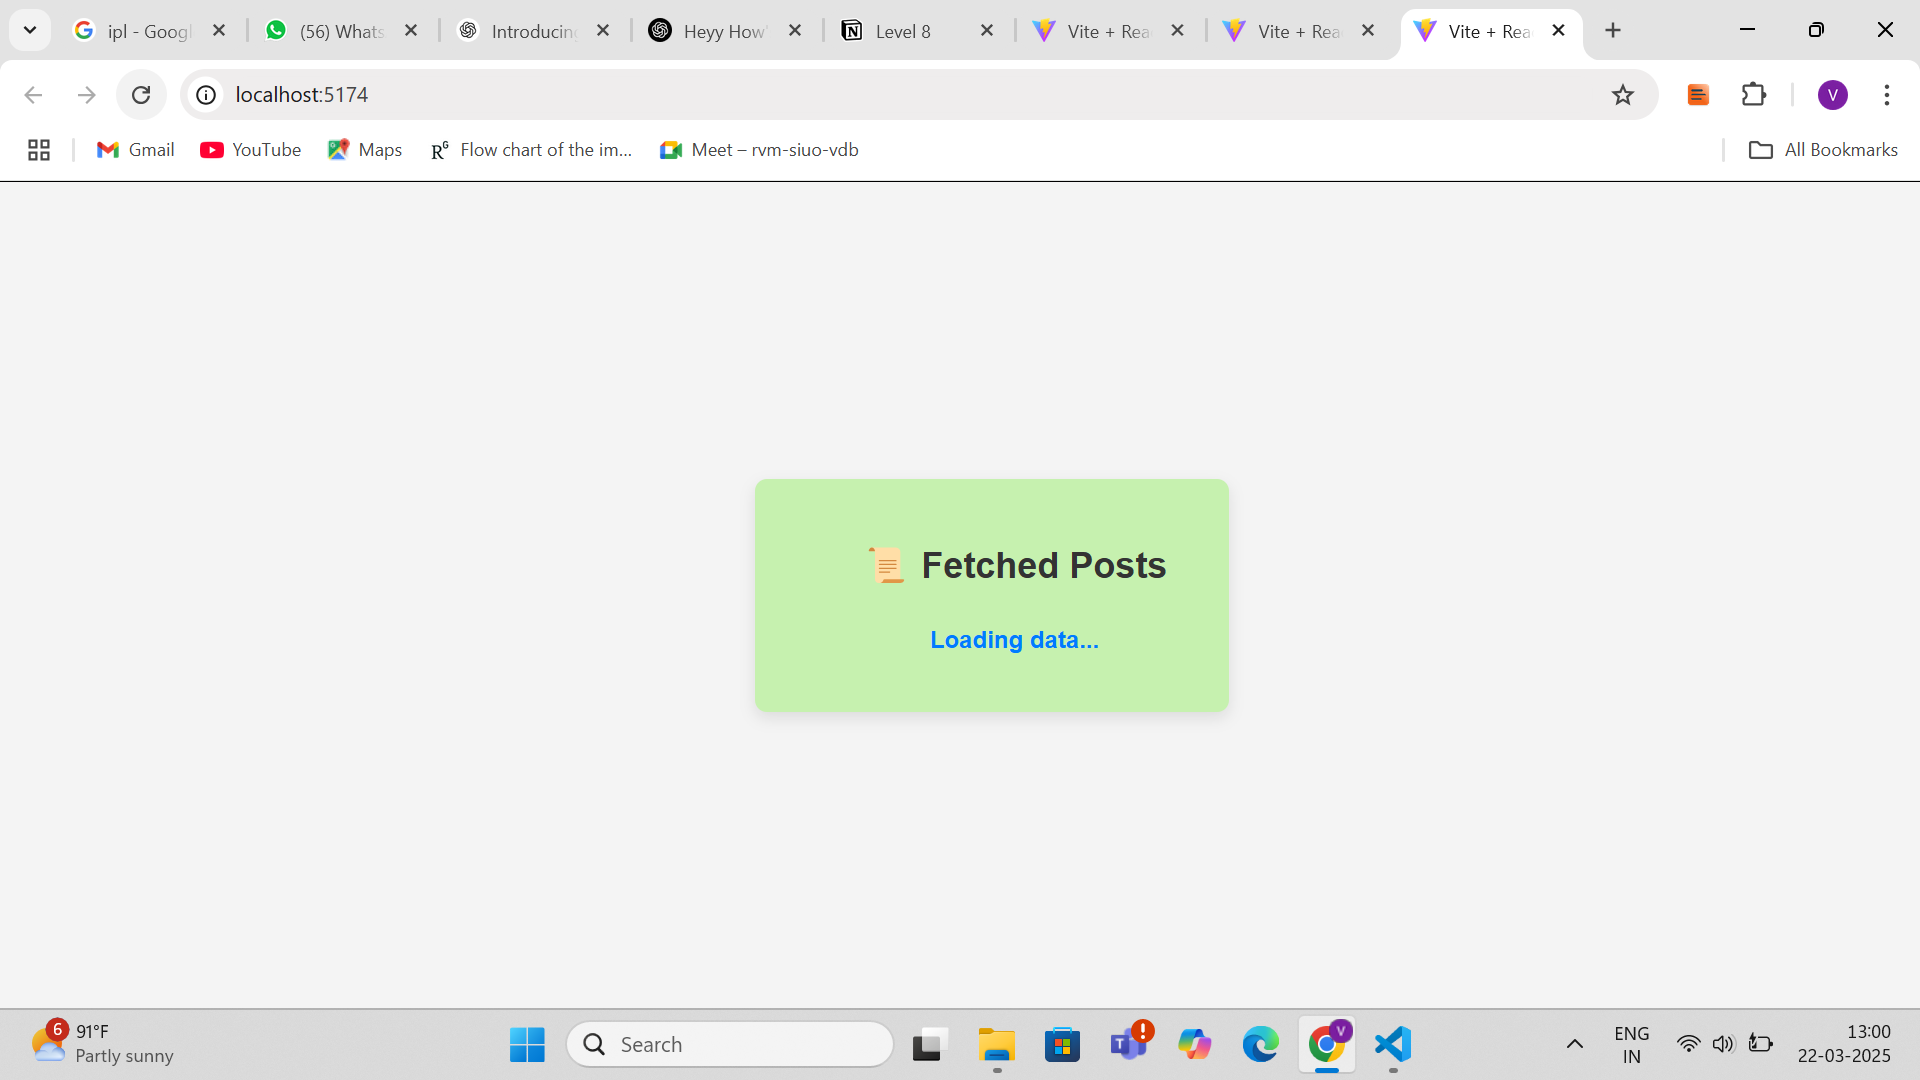 ipl - Googl
(56) Whats
Introducing
Heyy How'
Level 8
Vite + Rea
Vite + Rea
Vite + Rea
localhost:5174
V
Gmail
YouTube
Maps
RG
Flow chart of the im...
Meet – rvm-siuo-vdb
All Bookmarks
📜 Fetched Posts
Loading data...
6
91°F
Partly sunny
Search
V
ENG
IN
13:00
22-03-2025